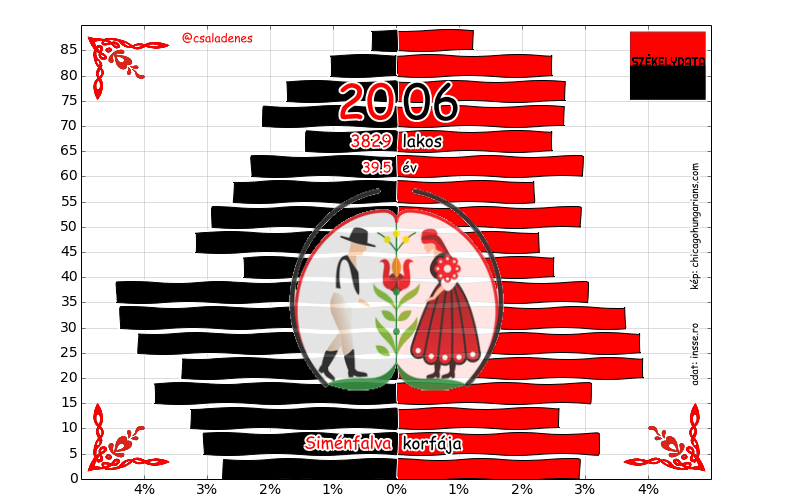 @csaladenes
SZÉKELYDATA
2006
3829 lakos
39.5 év
kép: chicagohungarians.com
adat: insse.ro
Siménfalva korfája
85
80
75
70
65
60
55
50
45
40
35
30
25
20
15
10
5
0
4% 3% 2% 1% 0% 1% 2% 3% 4%